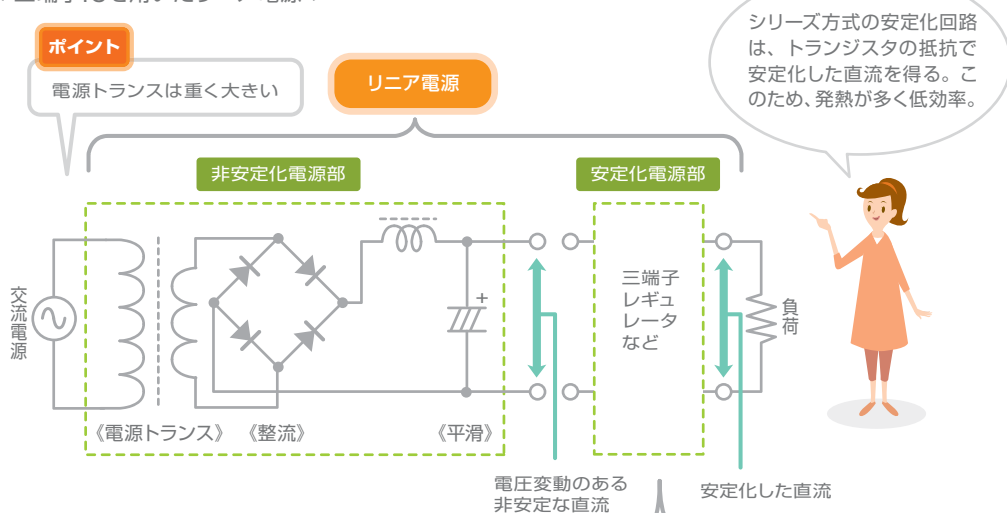 ポイント
電源トランスは重く大きい
リニア電源
シリーズ方式の安定化回路
は、トランジスタの抵抗で
安定化した直流を得る。こ
のため、発熱が多く低効率。
非安定化電源部
安定化電源部
交流電源
+
三端子
レギュ
レータ
など
負荷
《電源トランス》
《整流》
《平滑》
電圧変動のある
非安定な直流
安定化した直流